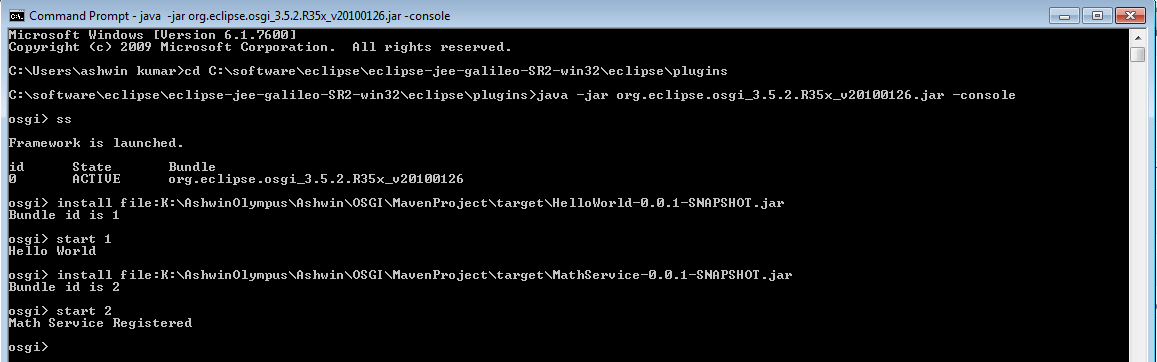 Command Prompt - java  -jar org.eclipse.osgi_3.5.2.R35x_v20100126.jar -console
Microsoft Windows [Version 6.1.7600]
Copyright (c) 2009 Microsoft Corporation.  All rights reserved.
C:\Users\ashwin kumar>cd C:\software\eclipse\eclipse-jee-galileo-SR2-win32\eclipse\plugins
C:\software\eclipse\eclipse-jee-galileo-SR2-win32\eclipse\plugins>java -jar org.eclipse.osgi_3.5.2.R35x_v20100126.jar -console
osgi> ss
Framework is launched.
id      State       Bundle
0       ACTIVE      org.eclipse.osgi_3.5.2.R35x_v20100126
osgi> install file:K:\AshwinOlympus\Ashwin\OSGI\MavenProject\target\HelloWorld-0.0.1-SNAPSHOT.jar
Bundle id is 1
osgi> start 1
Hello World
osgi> install file:K:\AshwinOlympus\Ashwin\OSGI\MavenProject\target\MathService-0.0.1-SNAPSHOT.jar
Bundle id is 2
osgi> start 2
Math Service Registered
osgi>